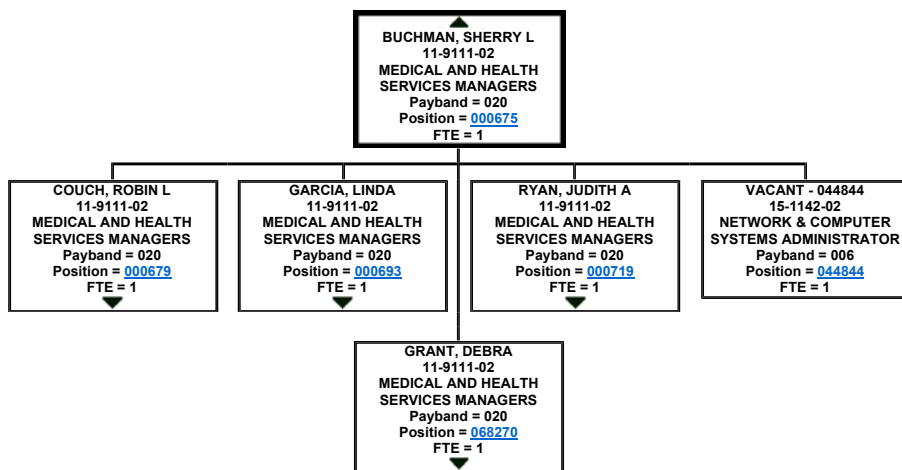 BUCHMAN, SHERRY L
11-9111-02
MEDICAL AND HEALTH
SERVICES MANAGERS
Payband = 020
Position = 000675
FTE = 1
COUCH, ROBIN L
11-9111-02
MEDICAL AND HEALTH
SERVICES MANAGERS
Payband = 020
Position = 000679
FTE = 1
GARCIA, LINDA
11-9111-02
MEDICAL AND HEALTH
SERVICES MANAGERS
Payband = 020
Position = 000693
FTE = 1
RYAN, JUDITH A
11-9111-02
MEDICAL AND HEALTH
SERVICES MANAGERS
Payband = 020
Position = 000719
FTE = 1
VACANT - 044844
15-1142-02
NETWORK & COMPUTER
SYSTEMS ADMINISTRATOR
Payband = 006
Position = 044844
FTE = 1
GRANT, DEBRA
11-9111-02
MEDICAL AND HEALTH
SERVICES MANAGERS
Payband = 020
Position = 068270
FTE = 1